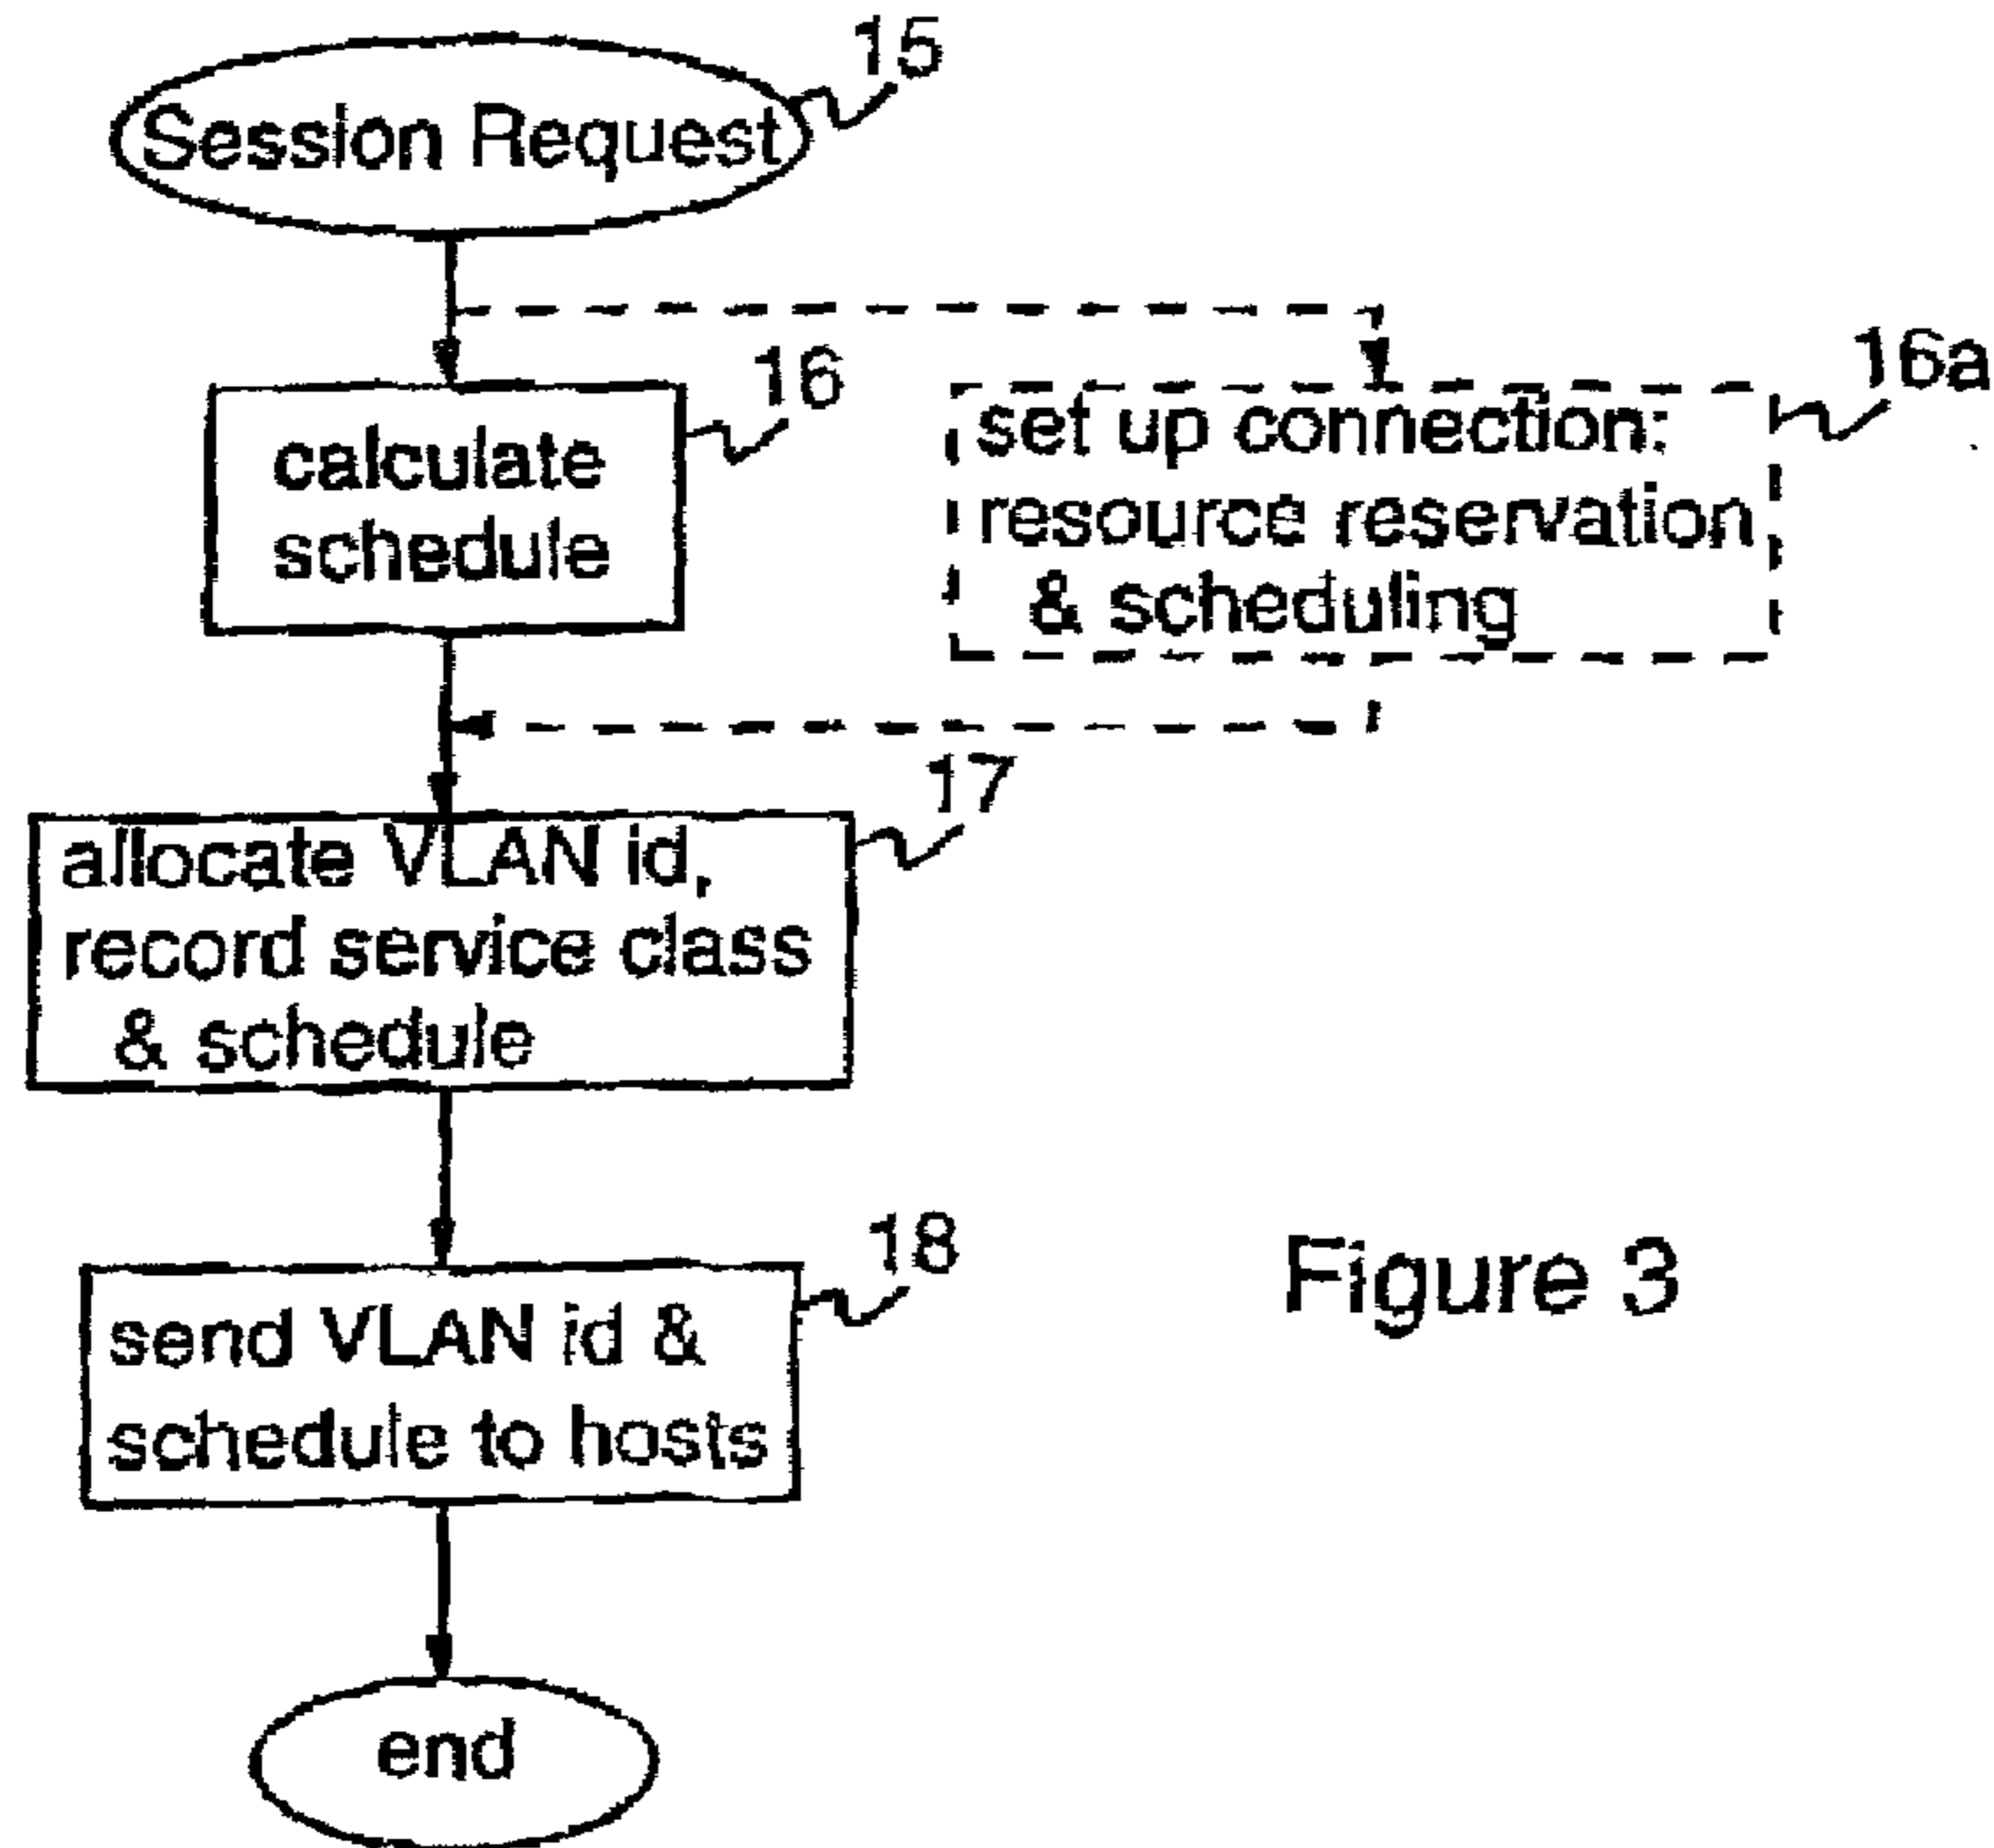 15
Session Request
16
calculate
schedule
16a
set up connection:
resource reservation
& scheduling
17
allocate VLAN id,
record service class
& schedule
18
send VLAN id &
schedule to hosts
Figure 3
end